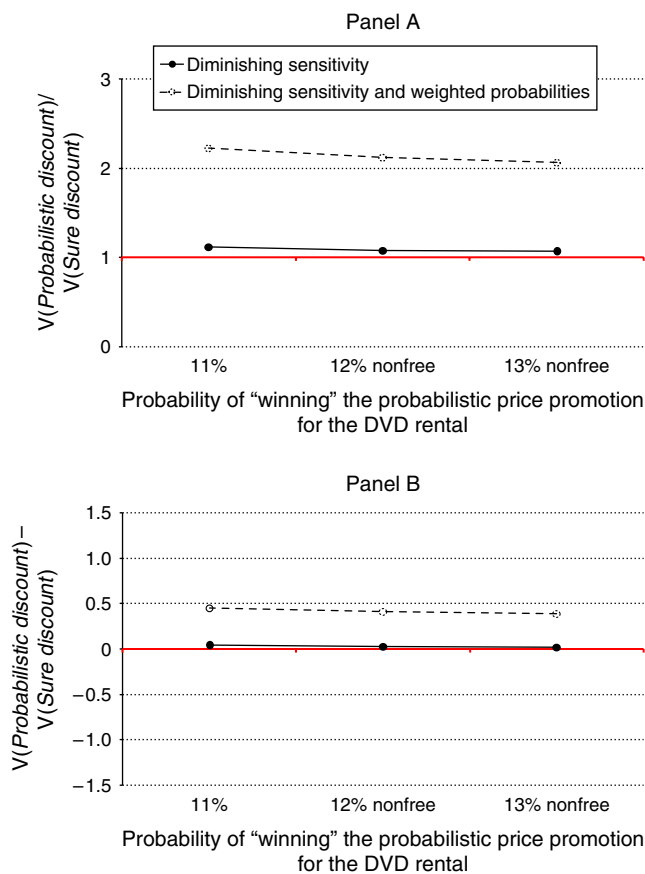 Panel A
Diminishing sensitivity
Diminishing sensitivity and weighted probabilities
V(Probabilistic discount)/
V(Sure discount)
3
2
1
0
11%
12% nonfree
13% nonfree
Probability of “winning” the probabilistic price promotion
for the DVD rental
Panel B
V(Probabilistic discount) –
V(Sure discount)
1.5
1.0
0.5
0
−0.5
−1.0
−1.5
11%
12% nonfree
13% nonfree
Probability of “winning” the probabilistic price promotion
for the DVD rental